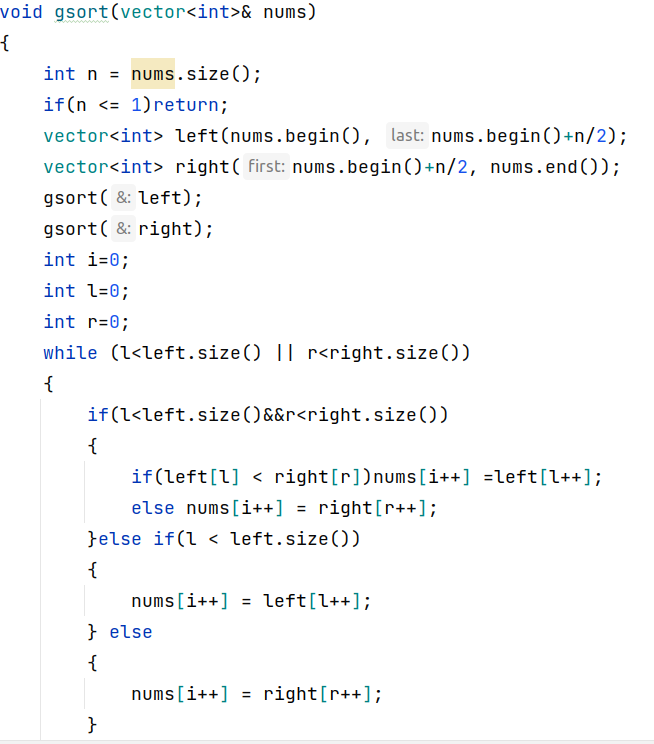 void gsort(vector<int>& nums)
{
    int n = nums.size();
    if(n <= 1)return;
    vector<int> left(nums.begin(), last: nums.begin()+n/2);
    vector<int> right( first: nums.begin()+n/2, nums.end());
    gsort( &: left);
    gsort( &: right);
    int i=0;
    int l=0;
    int r=0;
    while (l<left.size() || r<right.size())
    {
        if(l<left.size()&&r<right.size())
        {
            if(left[l] < right[r])nums[i++] =left[l++];
            else nums[i++] = right[r++];
        }else if(l < left.size())
        {
            nums[i++] = left[l++];
        } else
        {
            nums[i++] = right[r++];
        }